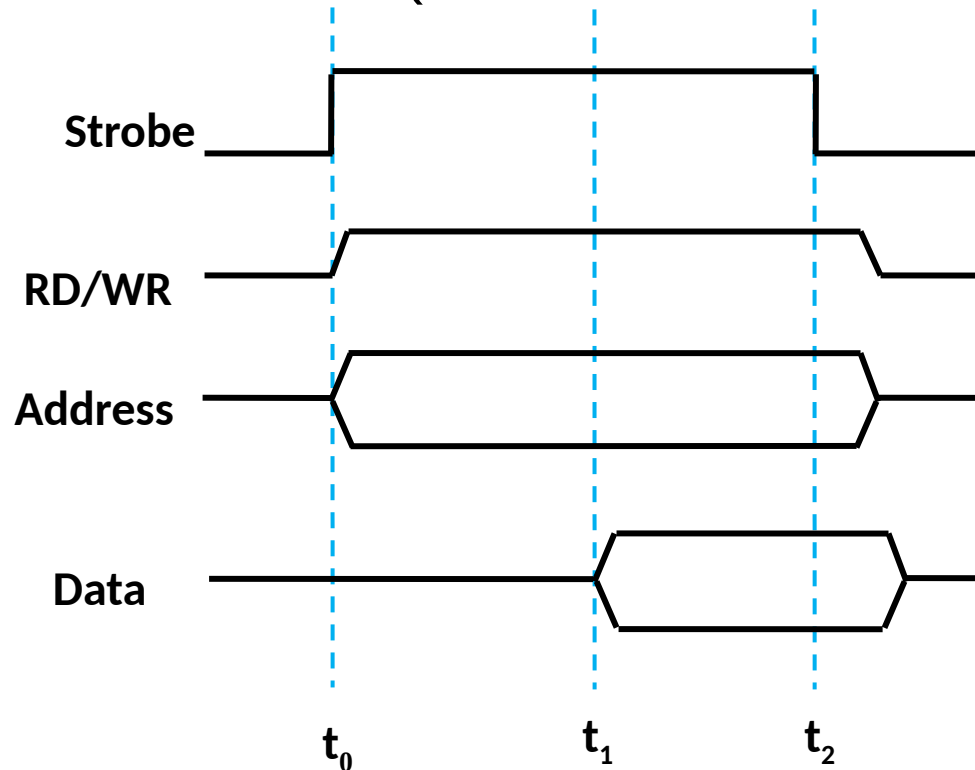 Strobe
RD/WR
Address
Data
t₀
t₁
t₂